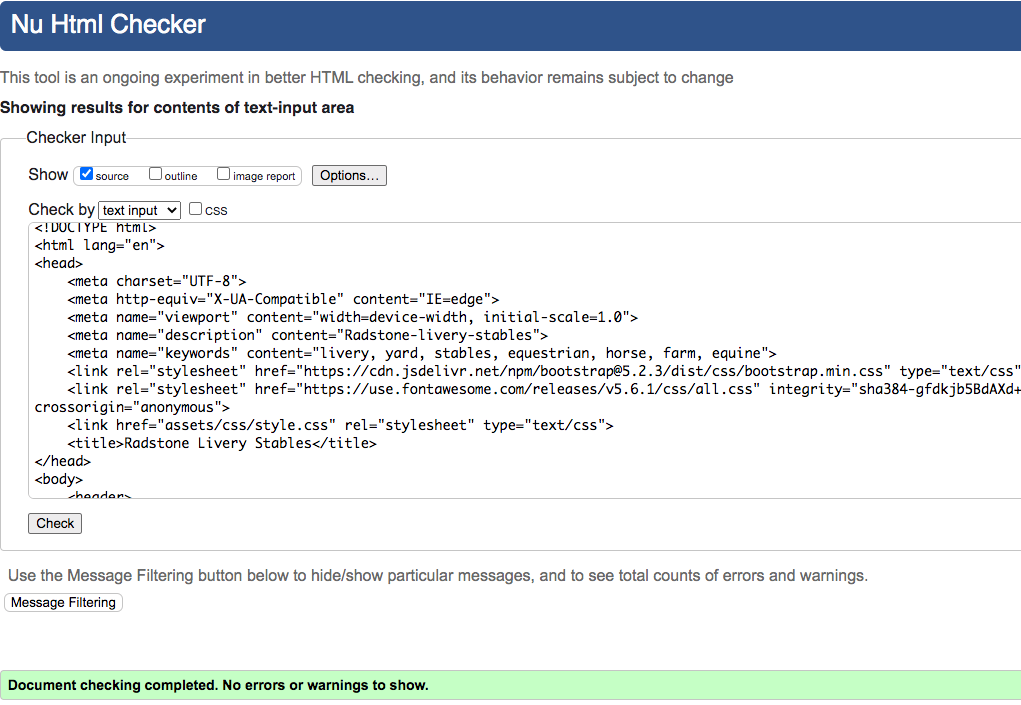 Nu Html Checker
This tool is an ongoing experiment in better HTML checking, and its behavior remains subject to change
Showing results for contents of text-input area
Checker Input
Show source outline image report Options...
Check by text input CSS
<!DOCTYPE html>
<html lang="en">
<head>
<meta charset="UTF-8">
<meta http-equiv="X-UA-Compatible" content="IE=edge">
<meta name="viewport" content="width=device-width, initial-scale=1.0">
<meta name="description" content="Radstone-livery-stables">
<meta name="keywords" content="livery, yard, stables, equestrian, horse, farm, equine">
<link rel="stylesheet" href="https://cdn.jsdelivr.net/npm/bootstrap@5.2.3/dist/css/bootstrap.min.css" type="text/css"
<link rel="stylesheet" href="https://use.fontawesome.com/releases/v5.6.1/css/all.css" integrity="sha384-gfdkjb5BdAXd+
crossorigin="anonymous">
<link href="assets/css/style.css" rel="stylesheet" type="text/css">
<title>Radstone Livery Stables</title>
</head>
<body>
<header>
Check
Use the Message Filtering button below to hide/show particular messages, and to see total counts of errors and warnings.
Message Filtering
Document checking completed. No errors or warnings to show.